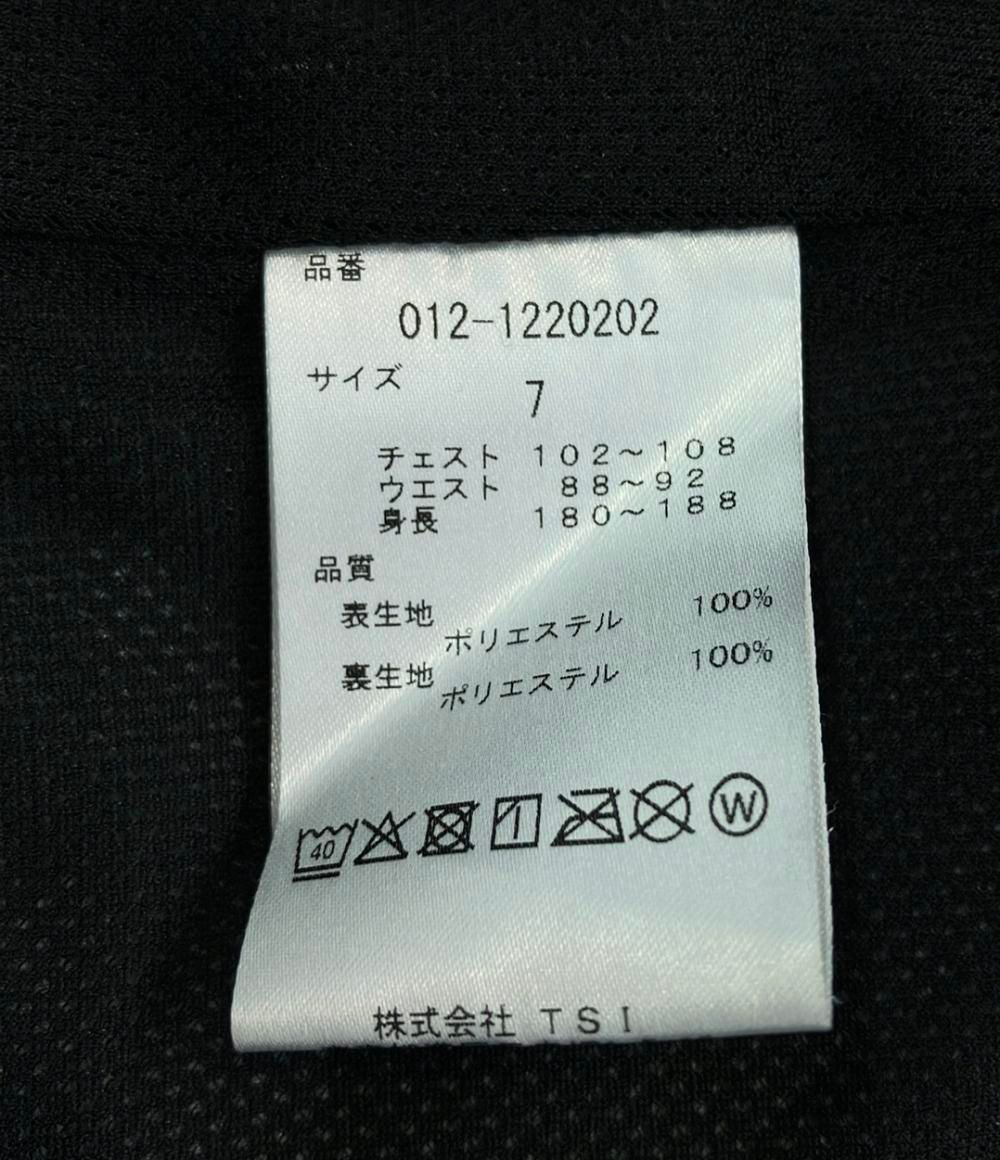 品番
012-1220202
サイズ
7
チェスト 102～108
ウエスト 88～92
身長 180～188
品質
表生地 ポリエステル 100%
裏生地 ポリエステル 100%
40 W
株式会社 TSI